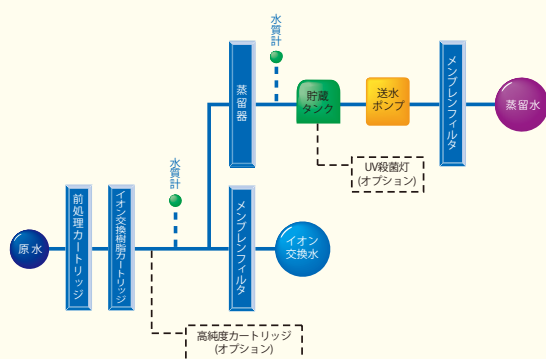 水質計
蒸留器
貯蔵
タンク
送水
ポンプ
メンブレンフィルタ
蒸留水
UV殺菌灯
(オプション)
水質計
原水
前処理カートリッジ
イオン交換樹脂カートリッジ
メンブレンフィルタ
イオン
交換水
高純度カートリッジ
(オプション)